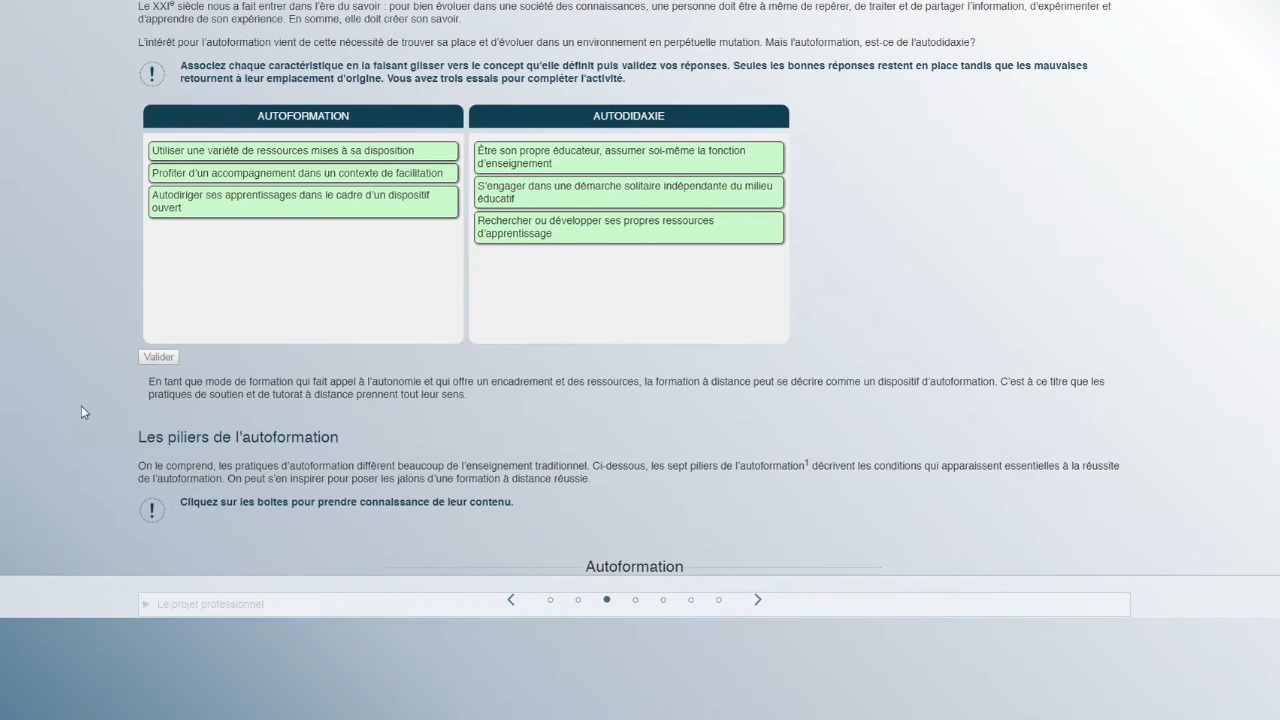 Le XXIe siècle nous a fait entrer dans l'ère du savoir : pour bien évoluer dans une société des connaissances, une personne doit être à même de repérer, de traiter et de partager l'information, d'expérimenter et
d'apprendre de son expérience. En somme, elle doit créer son savoir.
L'intérêt pour l'autoformation vient de cette nécessité de trouver sa place et d'évoluer dans un environnement en perpétuelle mutation. Mais l'autoformation, est-ce de l'autodidaxie?
! Associez chaque caractéristique en la faisant glisser vers le concept qu'elle définit puis validez vos réponses. Seules les bonnes réponses restent en place tandis que les mauvaises
retournent à leur emplacement d'origine. Vous avez trois essais pour compléter l'activité.
AUTOFORMATION
Utiliser une variété de ressources mises à sa disposition
Profiter d'un accompagnement dans un contexte de facilitation
Autodiriger ses apprentissages dans le cadre d'un dispositif
ouvert
AUTODIDAXIE
Être son propre éducateur, assumer soi-même la fonction
d'enseignement
S'engager dans une démarche solitaire indépendante du milieu
éducatif
Rechercher ou développer ses propres ressources
d'apprentissage
Valider
En tant que mode de formation qui fait appel à l'autonomie et qui offre un encadrement et des ressources, la formation à distance peut se décrire comme un dispositif d'autoformation. C'est à ce titre que les
pratiques de soutien et de tutorat à distance prennent tout leur sens.
Les piliers de l'autoformation
On le comprend, les pratiques d'autoformation diffèrent beaucoup de l'enseignement traditionnel. Ci-dessous, les sept piliers de l'autoformation1 décrivent les conditions qui apparaissent essentielles à la réussite
de l'autoformation. On peut s'en inspirer pour poser les jalons d'une formation à distance réussie.
! Cliquez sur les boîtes pour prendre connaissance de leur contenu.
Autoformation
Le projet professionnel